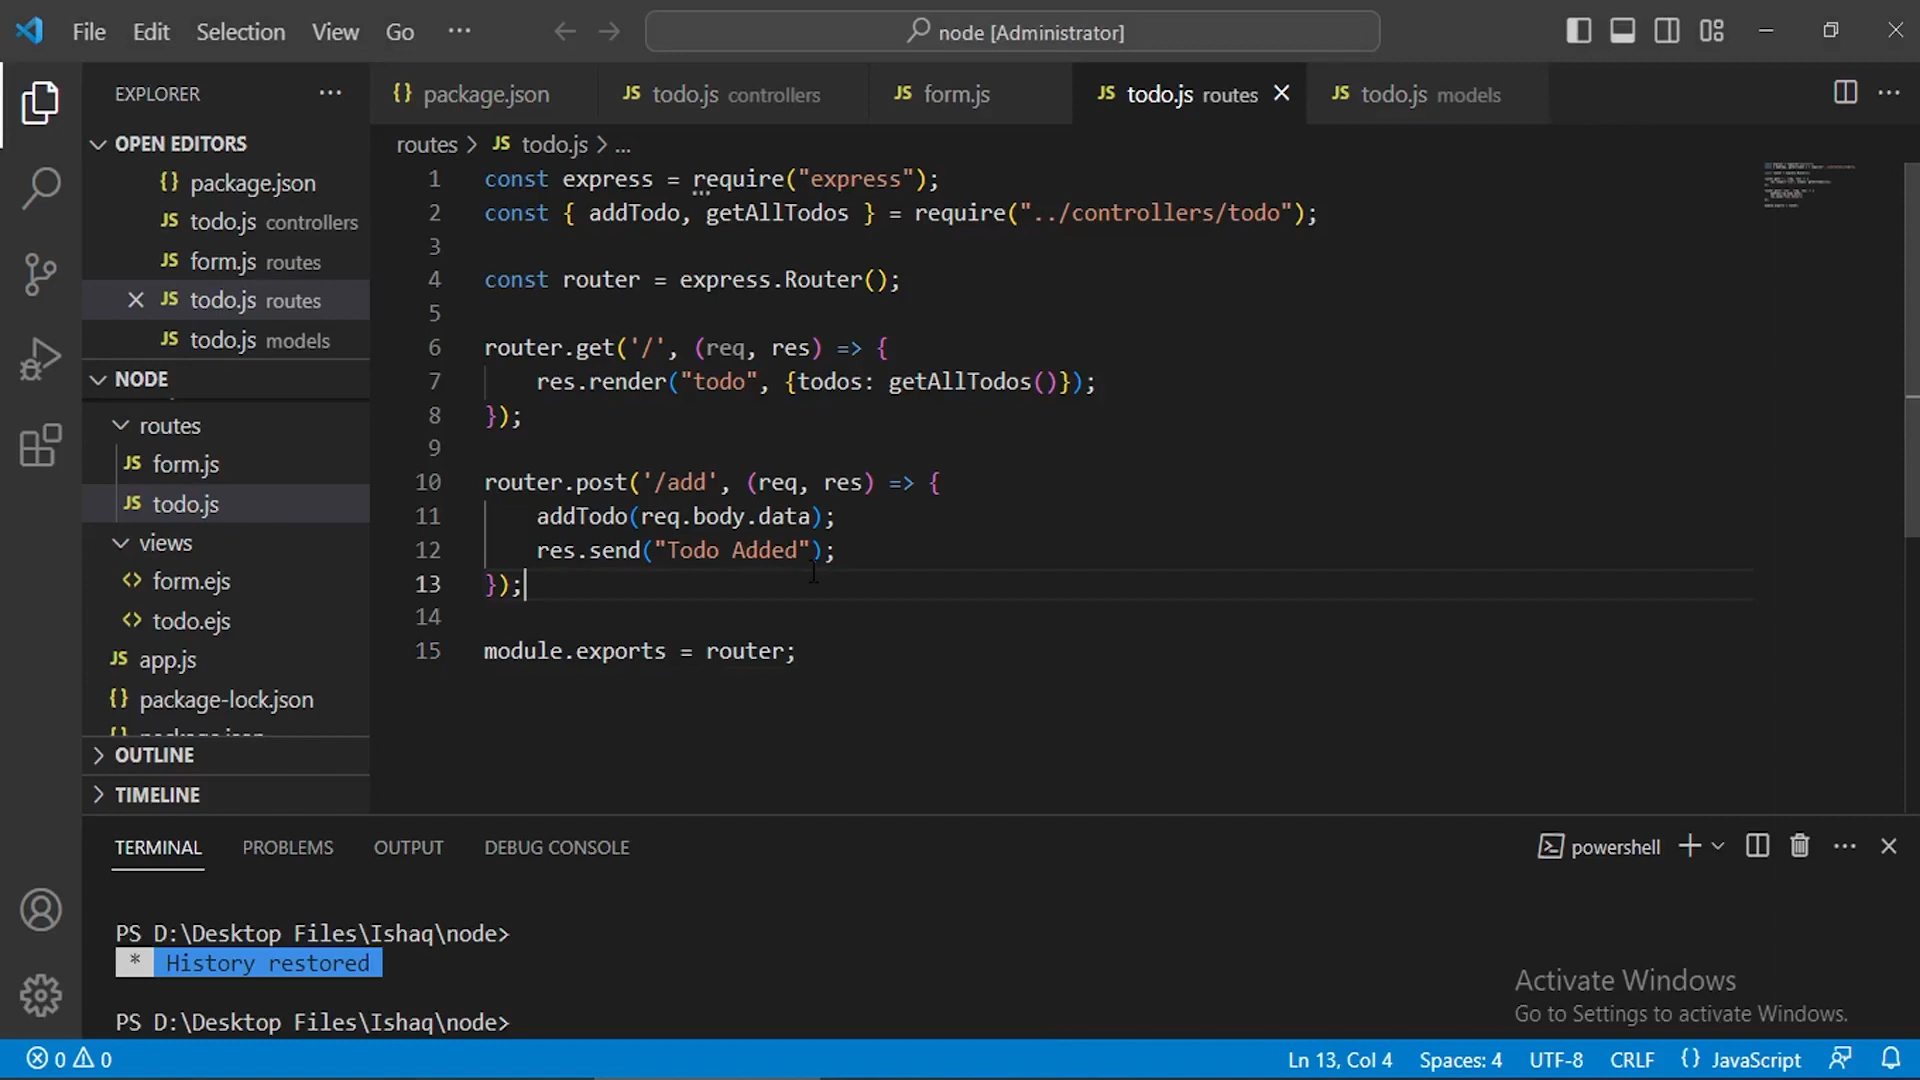 File Edit Selection View Go ··· node [Administrator]
EXPLORER ···
OPEN EDITORS
{} package.json
JS todo.js controllers
JS form.js routes
JS todo.js routes
JS todo.js models
NODE
routes
JS form.js
JS todo.js
views
<> form.ejs
<> todo.ejs
JS app.js
{} package-lock.json
{} package.json
OUTLINE
TIMELINE
{} package.json JS todo.js controllers JS form.js JS todo.js routes JS todo.js models
routes > JS todo.js > ...
1 const express = require("express");
2 const { addTodo, getAllTodos } = require("../controllers/todo");
3
4 const router = express.Router();
5
6 router.get('/', (req, res) => {
7 res.render("todo", {todos: getAllTodos()});
8 });
9
10 router.post('/add', (req, res) => {
11 addTodo(req.body.data);
12 res.send("Todo Added");
13 });
14
15 module.exports = router;
TERMINAL PROBLEMS OUTPUT DEBUG CONSOLE powershell
PS D:\Desktop Files\Ishaq\node>
* History restored
PS D:\Desktop Files\Ishaq\node>
Activate Windows
Go to Settings to activate Windows.
0 0 Ln 13, Col 4 Spaces: 4 UTF-8 CRLF {} JavaScript